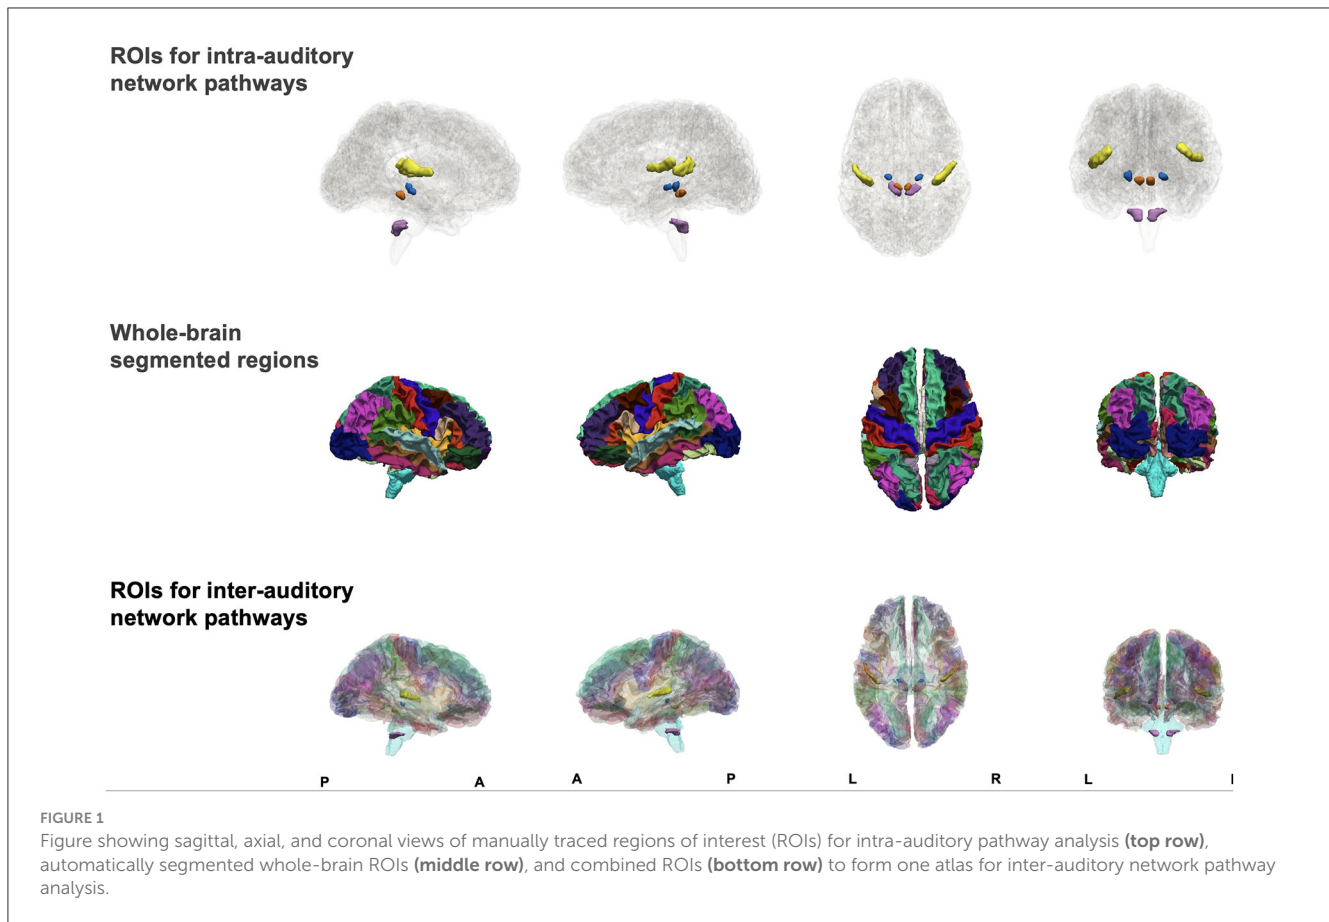 ROIs for intra-auditory
network pathways
Whole-brain
segmented regions
ROIs for inter-auditory
network pathways
P A A P L R L
FIGURE 1
Figure showing sagittal, axial, and coronal views of manually traced regions of interest (ROIs) for intra-auditory pathway analysis (top row),
automatically segmented whole-brain ROIs (middle row), and combined ROIs (bottom row) to form one atlas for inter-auditory network pathway
analysis.